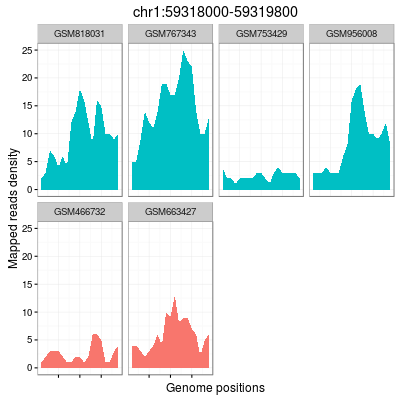 chr1:59318000-59319800
GSM818031 GSM767343 GSM753429 GSM956008
25
20
15
10
5
0
Mapped reads density
GSM466732 GSM663427
25
20
15
10
5
0
Genome positions